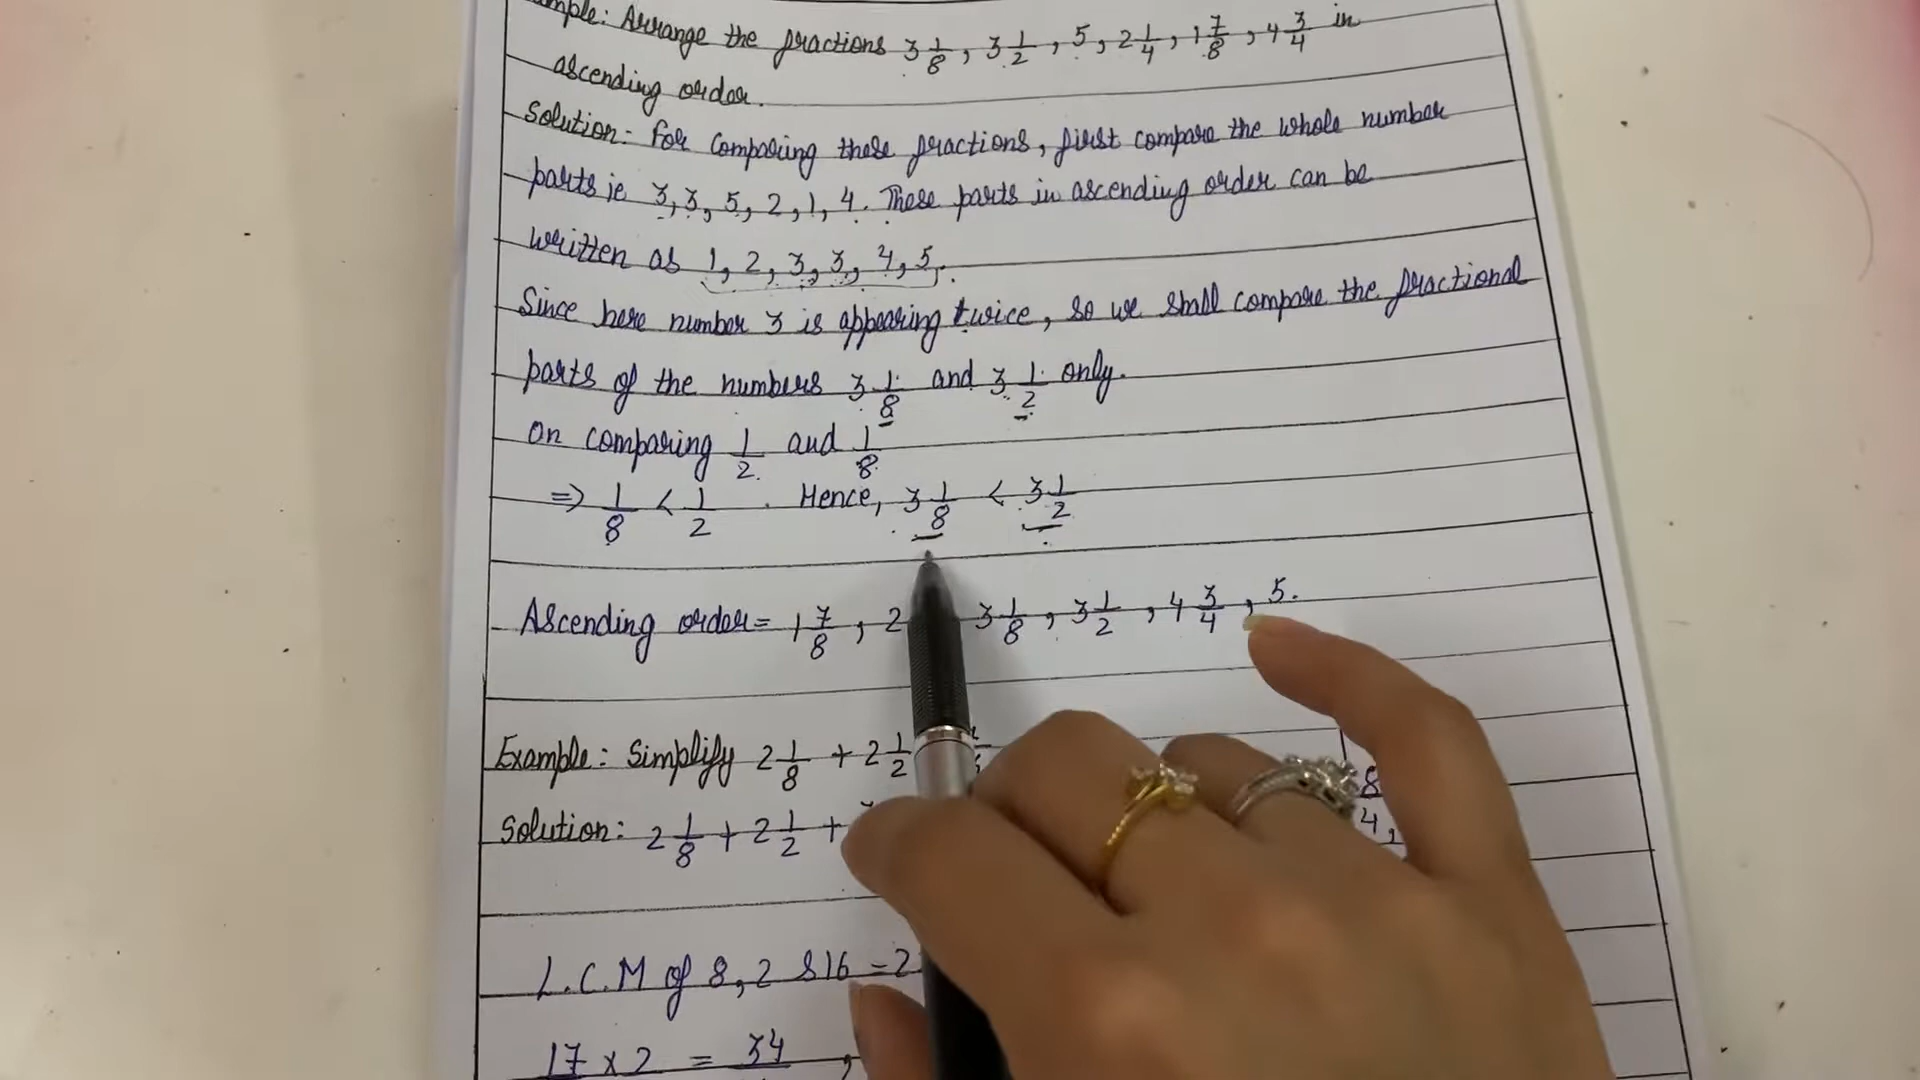 mple: Arrange the fractions 3 1/8, 3 1/2, 5, 2 1/4, 1 7/8, 4 3/4 in
ascending order.
Solution: For comparing these fractions, first compare the whole number
parts ie 3, 3, 5, 2, 1, 4. These parts in ascending order can be
written as 1, 2, 3, 3, 4, 5.
Since here number 3 is appearing twice, so we shall compare the fractional
parts of the numbers 3 1/8 and 3 1/2 only.
On comparing 1/2 and 1/8
⇒ 1/8 < 1/2 . Hence, 3 1/8 < 3 1/2
Ascending order = 1 7/8, 2 3 1/8, 3 1/2, 4 3/4, 5.
Example: Simplify 2 1/8 + 2 1/2
Solution: 2 1/8 + 2 1/2 +
L.C.M of 8, 2 & 16 = 2
17 x 2 = 34 ,